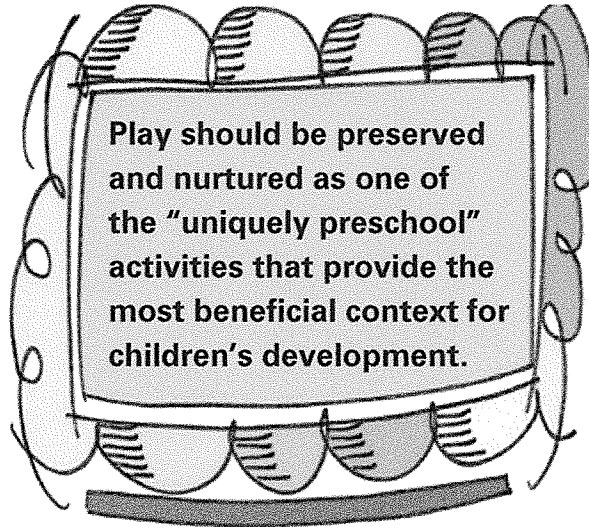 Play should be preserved
and nurtured as one of
the “uniquely preschool”
activities that provide the
most beneficial context for
children’s development.